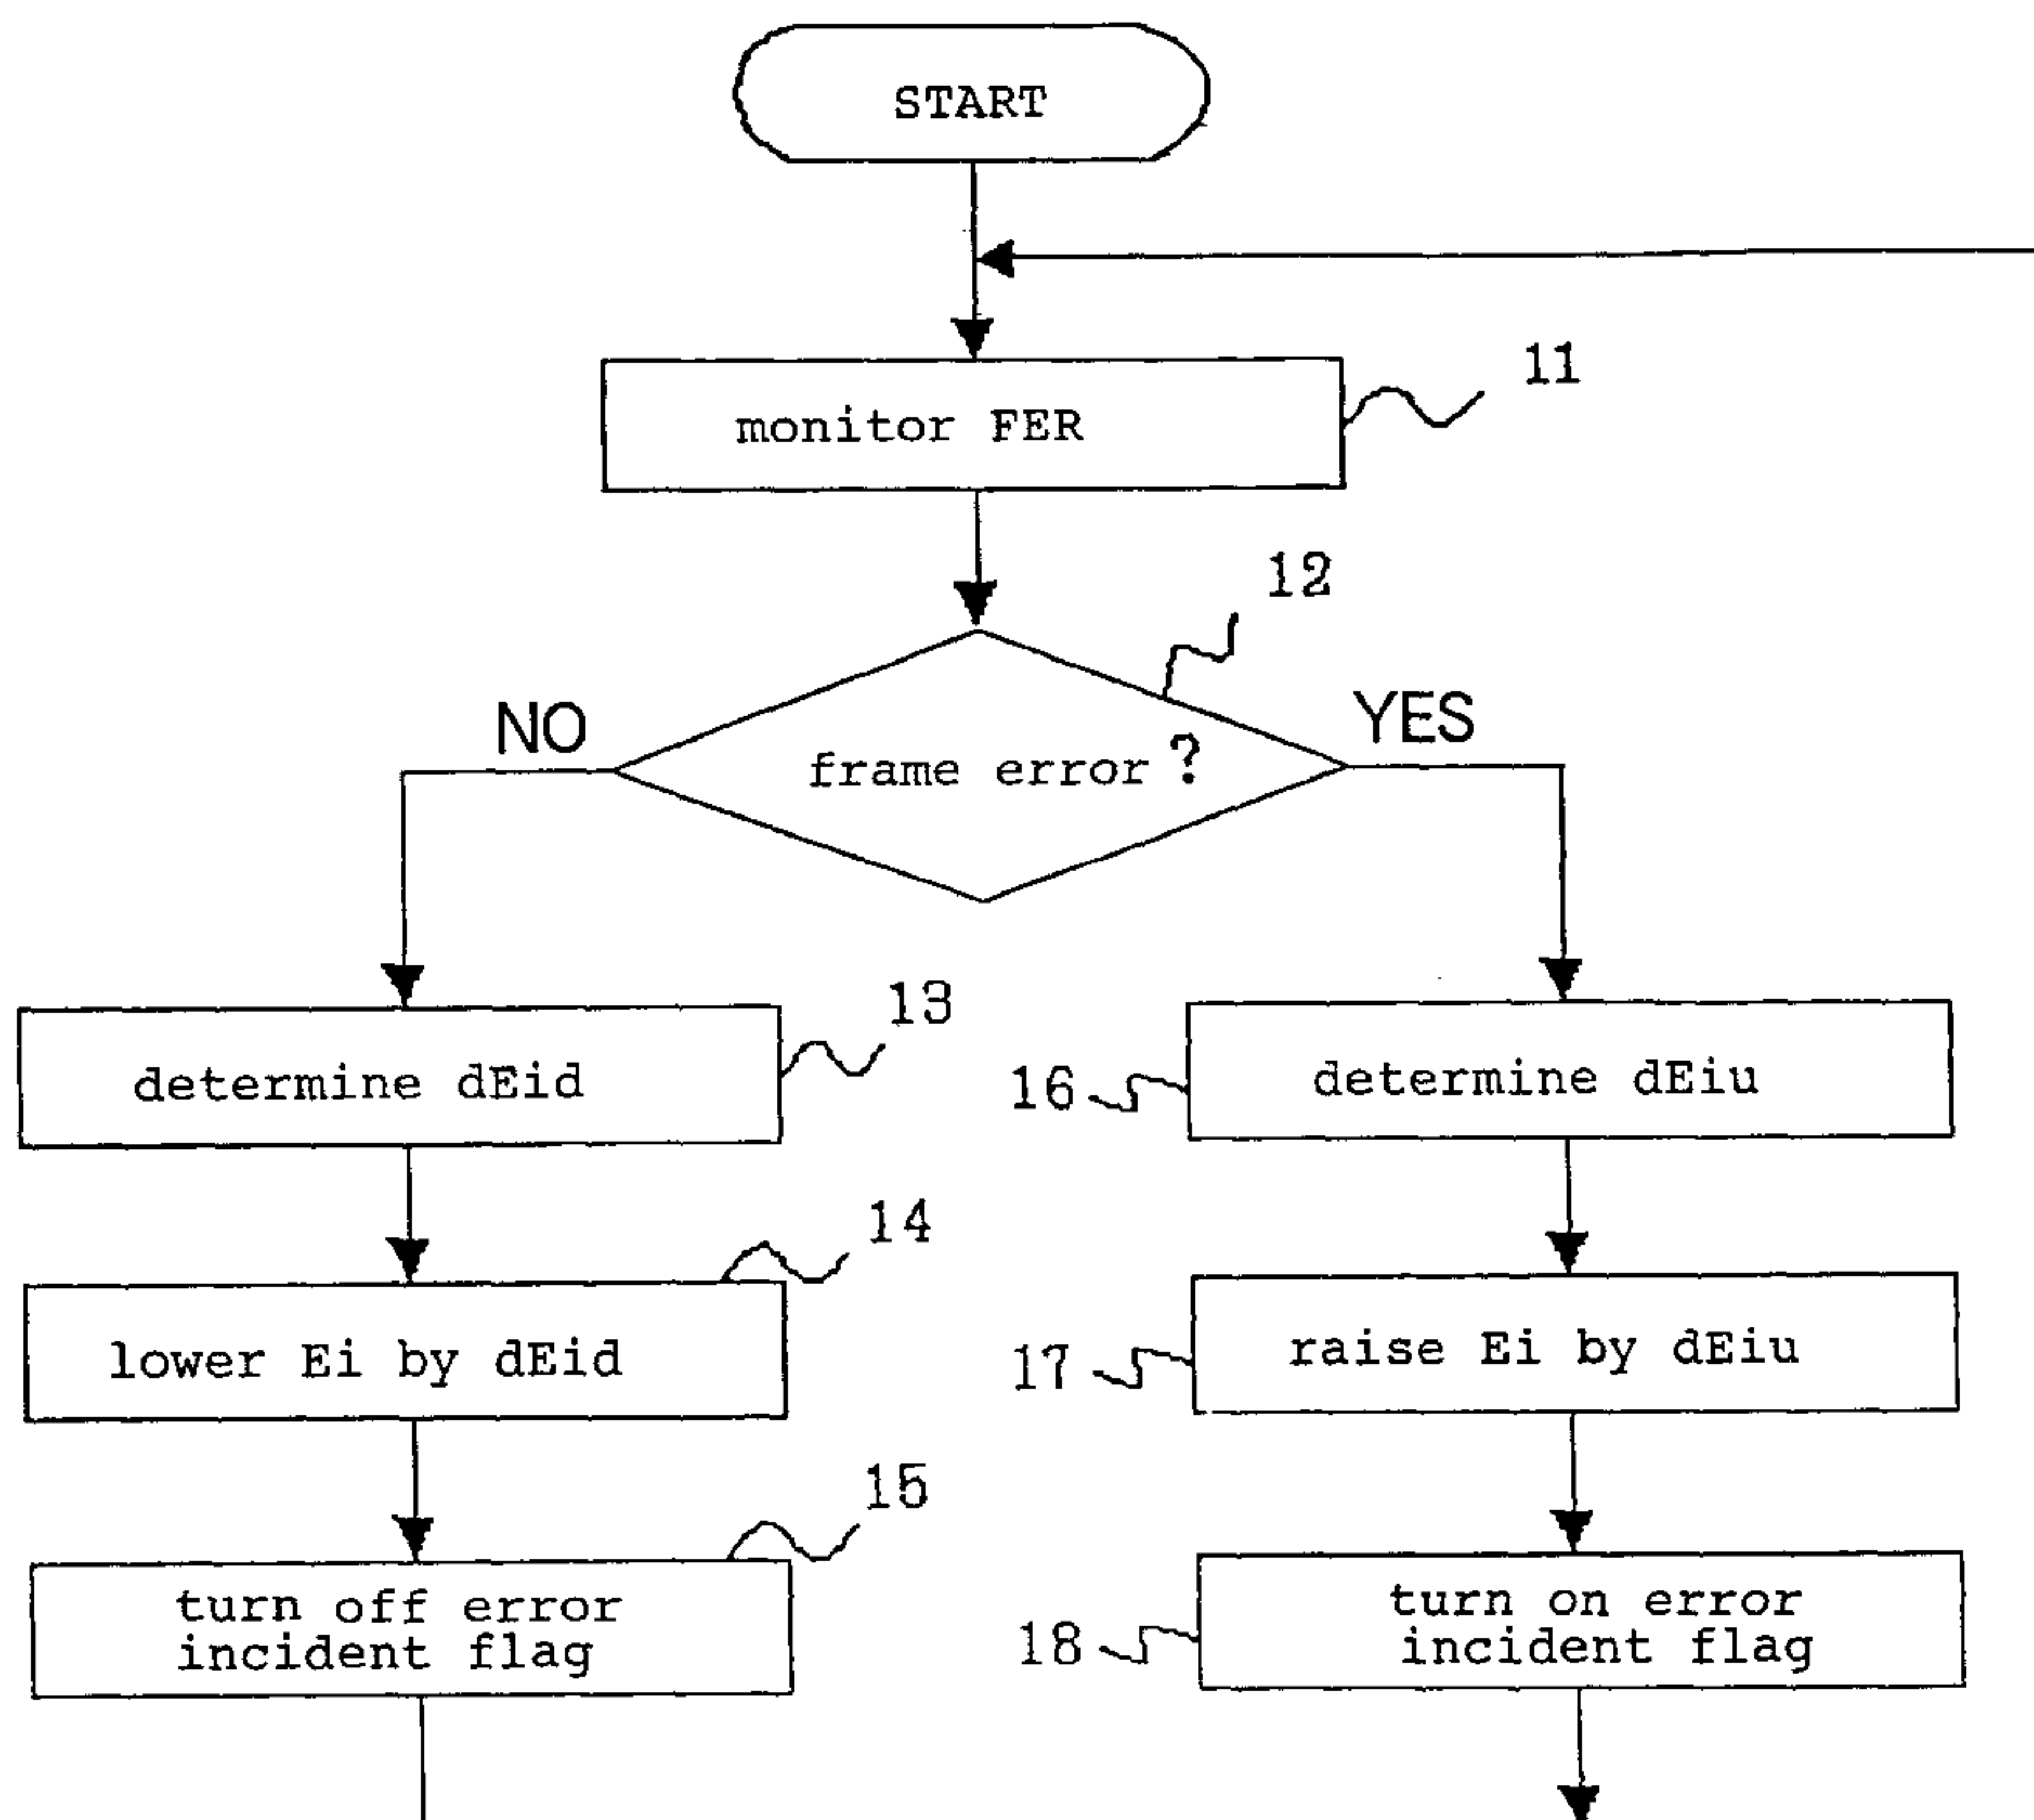 START
11
monitor FER
12
NO
YES
frame error ?
13
determine dEid
16
determine dEiu
14
lower Ei by dEid
17
raise Ei by dEiu
15
turn off error
incident flag
18
turn on error
incident flag